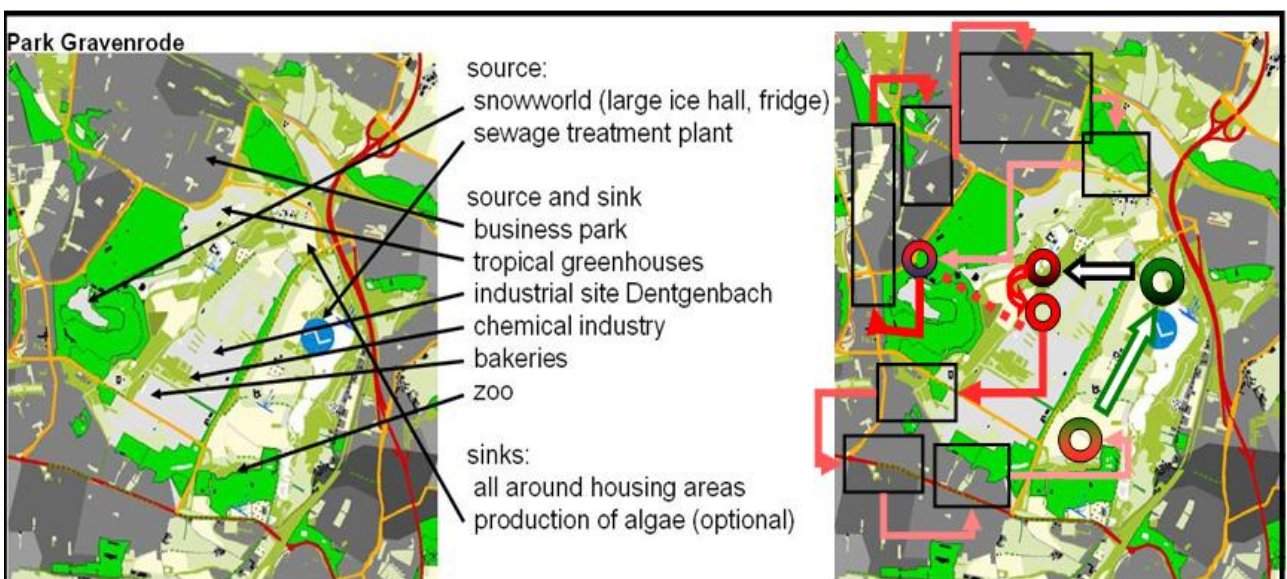 Park Gravenrode
source:
snowworld (large ice hall, fridge)
sewage treatment plant
source and sink
business park
tropical greenhouses
industrial site Dentgenbach
chemical industry
bakeries
zoo
sinks:
all around housing areas
production of algae (optional)